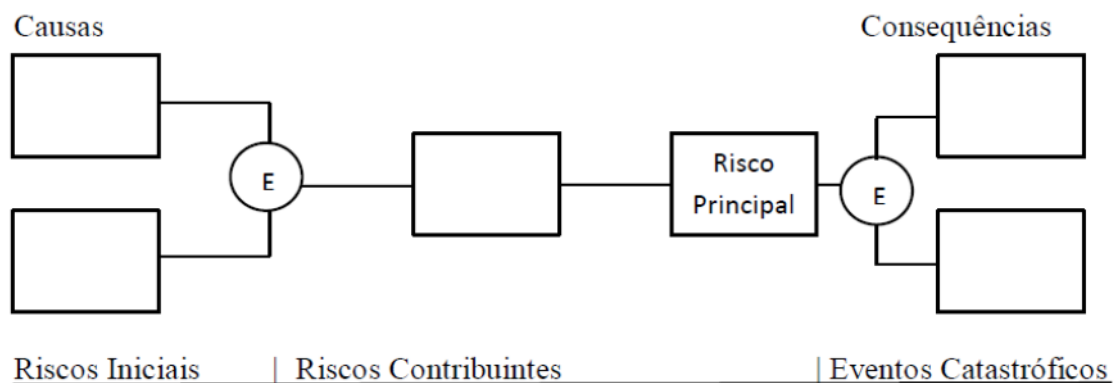 Causas
Consequências
E
Risco
Principal
E
Riscos Iniciais | Riscos Contribuintes | Eventos Catastróficos